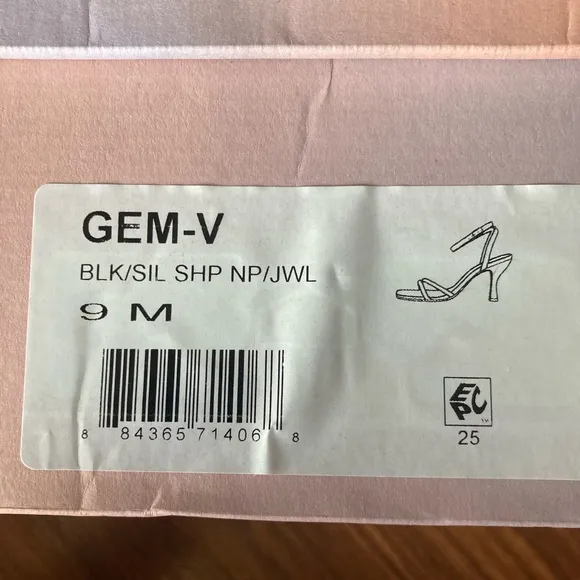 GEM-V
BLK/SIL SHP NP/JWL
9 M
8 84365 71406 8
EPC
25